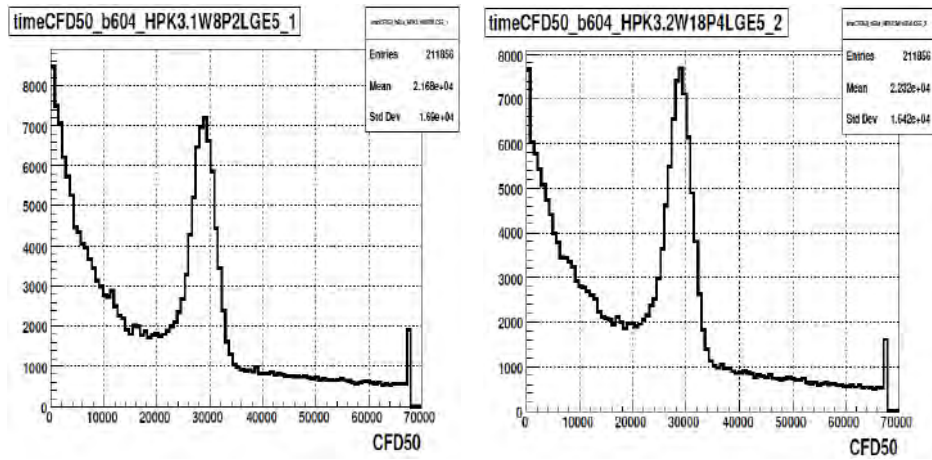 timeCFD50_b604_HPK3.1W8P2LGE5_1
Entries 211856
Mean 2.168e+04
Std Dev 1.69e+04
8000
7000
6000
5000
4000
3000
2000
1000
0
0 10000 20000 30000 40000 50000 60000 70000
CFD50
timeCFD50_b604_HPK3.2W18P4LGE5_2
Entries 211856
Mean 2.232e+04
Std Dev 1.642e+04
8000
7000
6000
5000
4000
3000
2000
1000
0
0 10000 20000 30000 40000 50000 60000 70000
CFD50